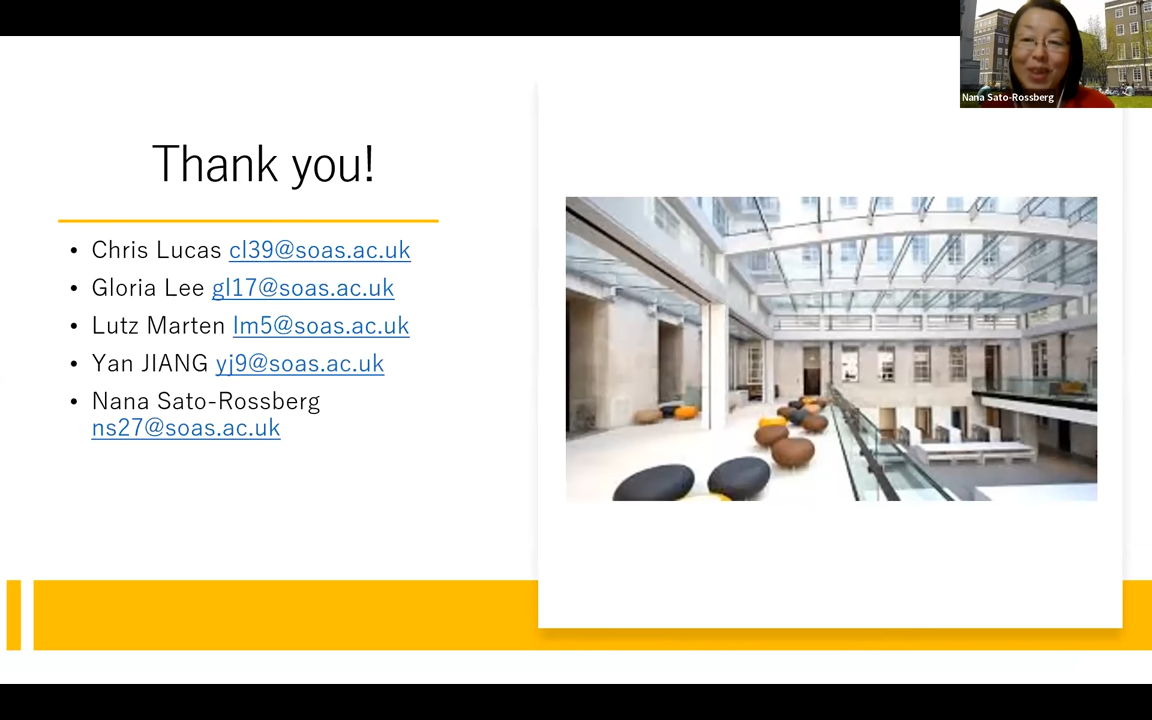 Nana Sato-Rossberg
Thank you!
• Chris Lucas cl39@soas.ac.uk
• Gloria Lee gl17@soas.ac.uk
• Lutz Marten lm5@soas.ac.uk
• Yan JIANG yj9@soas.ac.uk
• Nana Sato-Rossberg
ns27@soas.ac.uk